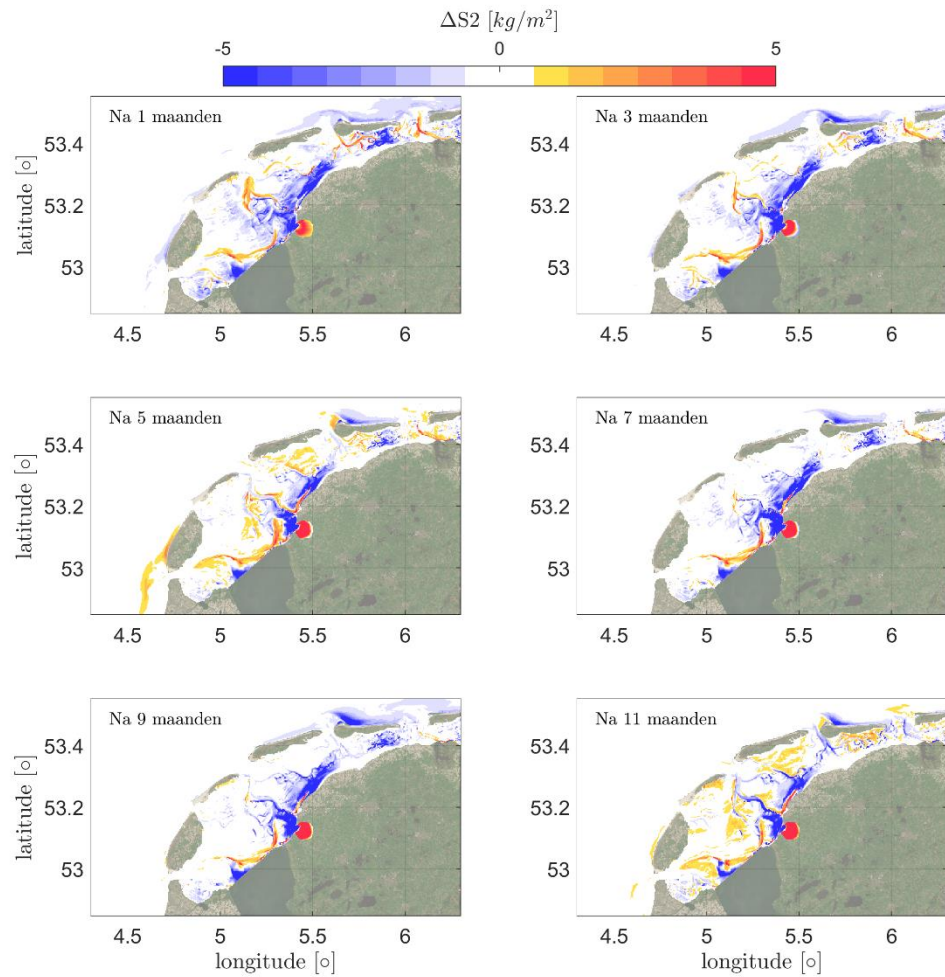 ΔS2 [kg/m²]
-5 0 5
Na 1 maanden
Na 3 maanden
latitude [∘]
53.4
53.2
53
4.5 5 5.5 6
53.4
53.2
53
4.5 5 5.5 6
Na 5 maanden
Na 7 maanden
latitude [∘]
53.4
53.2
53
4.5 5 5.5 6
53.4
53.2
53
4.5 5 5.5 6
Na 9 maanden
Na 11 maanden
latitude [∘]
53.4
53.2
53
4.5 5 5.5 6
longitude [∘]
53.4
53.2
53
4.5 5 5.5 6
longitude [∘]